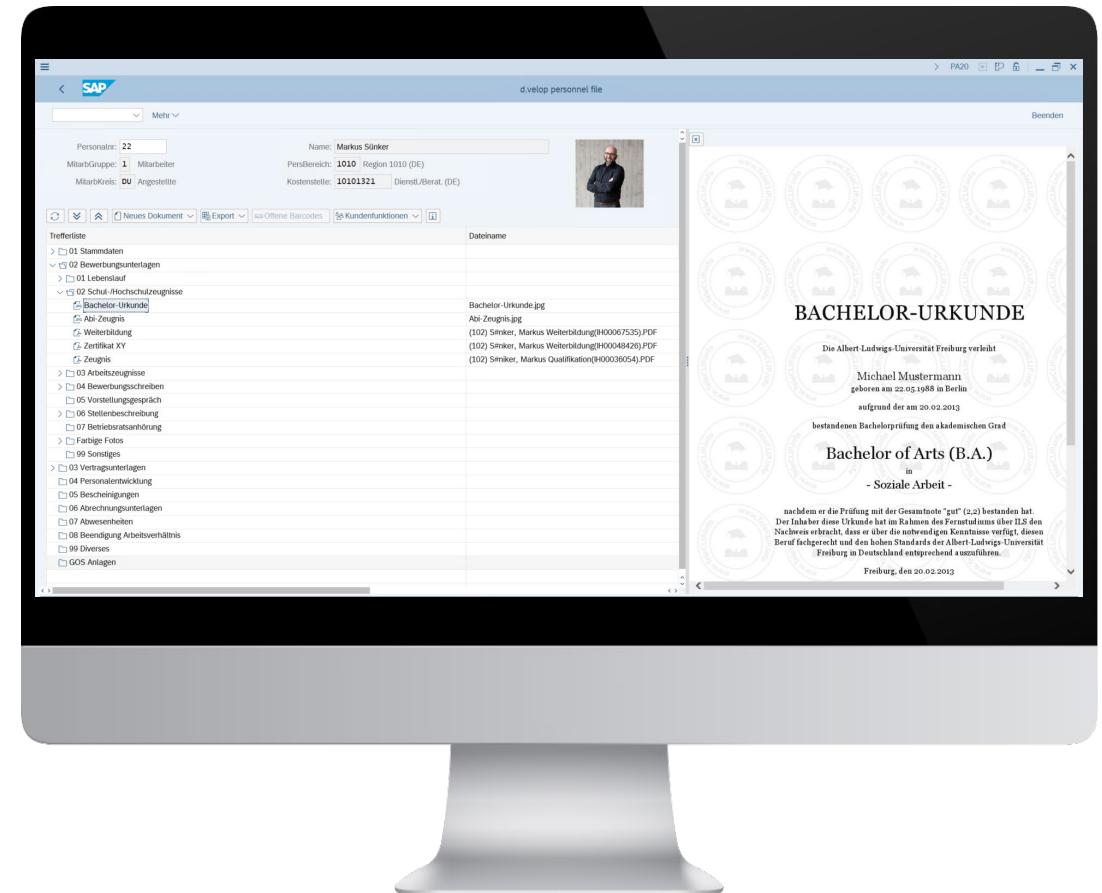 PA20
SAP
d.velop personnel file
Mehr
Beenden
Personalnr: 22
Name: Markus Sünker
MitarbGruppe: 1 Mitarbeiter
PersBereich: 1010 Region 1010 (DE)
MitarbKreis: DU Angestellte
Kostenstelle: 10101321 Dienstl./Berat. (DE)
Neues Dokument
Export
Offene Barcodes
Kundenfunktionen
Trefferliste
Dateiname
01 Stammdaten
02 Bewerbungsunterlagen
01 Lebenslauf
02 Schul-/Hochschulzeugnisse
Bachelor-Urkunde Bachelor-Urkunde.jpg
Abi-Zeugnis Abi-Zeugnis.jpg
Weiterbildung (102) S#nker, Markus Weiterbildung(IH00067535).PDF
Zertifikat XY (102) S#nker, Markus Weiterbildung(IH00048426).PDF
Zeugnis (102) S#nker, Markus Qualifikation(IH00036054).PDF
03 Arbeitszeugnisse
04 Bewerbungsschreiben
05 Vorstellungsgespräch
06 Stellenbeschreibung
07 Betriebsratsanhörung
Farbige Fotos
99 Sonstiges
03 Vertragsunterlagen
04 Personalentwicklung
05 Bescheinigungen
06 Abrechnungsunterlagen
07 Abwesenheiten
08 Beendigung Arbeitsverhältnis
99 Diverses
GOS Anlagen
BACHELOR-URKUNDE
Die Albert-Ludwigs-Universität Freiburg verleiht
Michael Mustermann
geboren am 22.05.1988 in Berlin
aufgrund der am 20.02.2013
bestandenen Bachelorprüfung den akademischen Grad
Bachelor of Arts (B.A.)
in
- Soziale Arbeit -
nachdem er die Prüfung mit der Gesamtnote "gut" (2,2) bestanden hat.
Der Inhaber diese Urkunde hat im Rahmen des Fernstudiums über ILS den
Nachweis erbracht, dass er über die notwendigen Kenntnisse verfügt, diesen
Beruf fachgerecht und den hohen Standards der Albert-Ludwigs-Universität
Freiburg in Deutschland entsprechend auszuführen.
Freiburg, den 20.02.2013